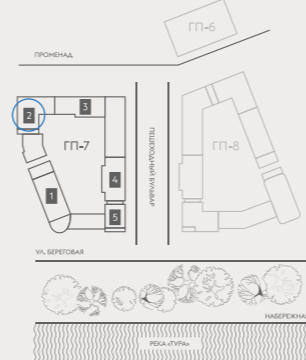 ГП-6
ПРОМЕНАД
2
3
ГП-7
ПЕШЕХОДНЫЙ БУЛЬВАР
ГП-8
1
4
5
УЛ. БЕРЕГОВАЯ
НАБЕРЕЖНАЯ
РЕКА «ТУРА»